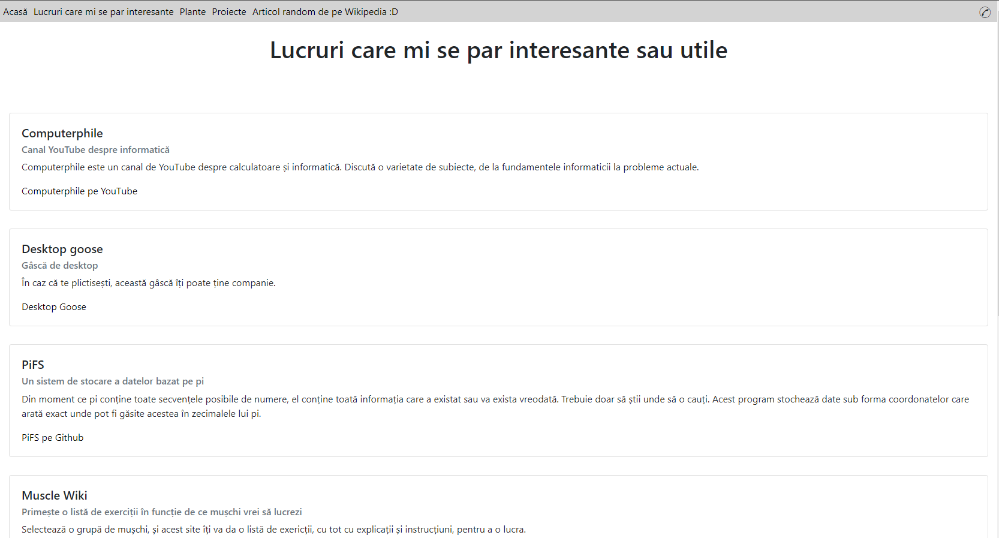 Acasă Lucruri care mi se par interesante Plante Proiecte Articol random de pe Wikipedia :D
Lucruri care mi se par interesante sau utile
Computerphile
Canal YouTube despre informatică
Computerphile este un canal de YouTube despre calculatoare și informatică. Discută o varietate de subiecte, de la fundamentele informaticii la probleme actuale.
Computerphile pe YouTube
Desktop goose
Gâscă de desktop
În caz că te plictisești, această gâscă îți poate ține companie.
Desktop Goose
PiFS
Un sistem de stocare a datelor bazat pe pi
Din moment ce pi conține toate secvențele posibile de numere, el conține toată informația care a existat sau va exista vreodată. Trebuie doar să știi unde să o cauți. Acest program stochează date sub forma coordonatelor care
arată exact unde pot fi găsite acestea în zecimalele lui pi.
PiFS pe Github
Muscle Wiki
Primește o listă de exerciții în funcție de ce mușchi vrei să lucrezi
Selectează o grupă de mușchi, și acest site îți va da o listă de exericții, cu tot cu explicații și instrucțiuni, pentru a o lucra.